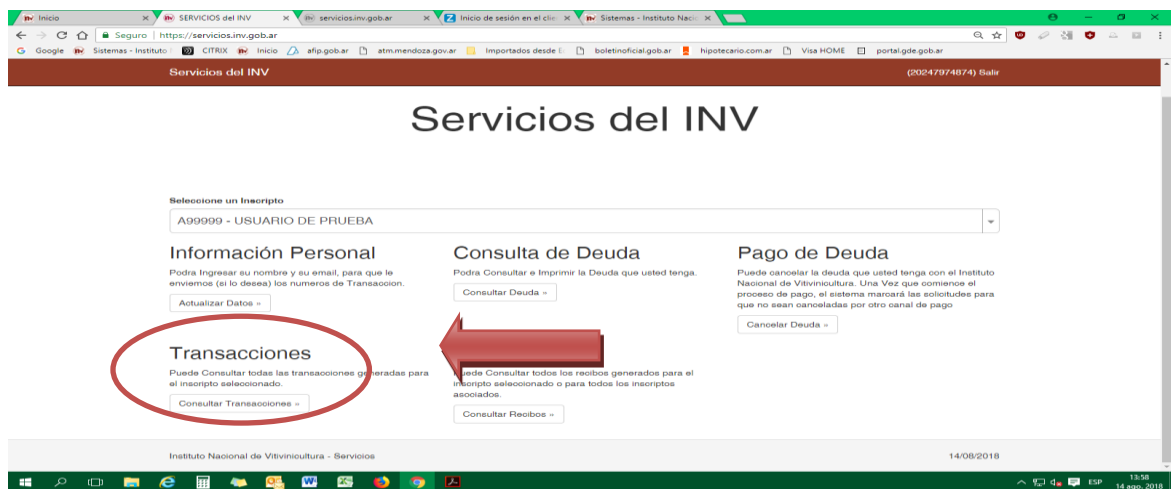 Inicio
SERVICIOS del INV
servicios.inv.gob.ar
Inicio de sesión en el clie
Sistemas - Instituto Nacio
Seguro | https://servicios.inv.gob.ar
Google Sistemas - Instituto CITRIX Inicio afip.gob.ar atm.mendoza.gov.ar Importados desde boletinoficial.gob.ar hipotecario.com.ar Visa HOME portal.gde.gob.ar
Servicios del INV (20247974874) Salir
Servicios del INV
Seleccione un Inscripto
A99999 - USUARIO DE PRUEBA
Información Personal
Podra Ingresar su nombre y su email, para que le
enviemos (si lo desea) los numeros de Transaccion.
Actualizar Datos »
Consulta de Deuda
Podra Consultar e Imprimir la Deuda que usted tenga.
Consultar Deuda »
Pago de Deuda
Puede cancelar la deuda que usted tenga con el Instituto
Nacional de Vitivinicultura. Una Vez que comience el
proceso de pago, el sistema marcará las solicitudes para
que no sean canceladas por otro canal de pago
Cancelar Deuda »
Transacciones
Puede Consultar todas las transacciones generadas para
el inscripto seleccionado.
Consultar Transacciones »
Puede Consultar todos los recibos generados para el
inscripto seleccionado o para todos los inscriptos
asociados.
Consultar Recibos »
Instituto Nacional de Vitivinicultura - Servicios 14/08/2018
ESP
13:58
14 ago. 2018